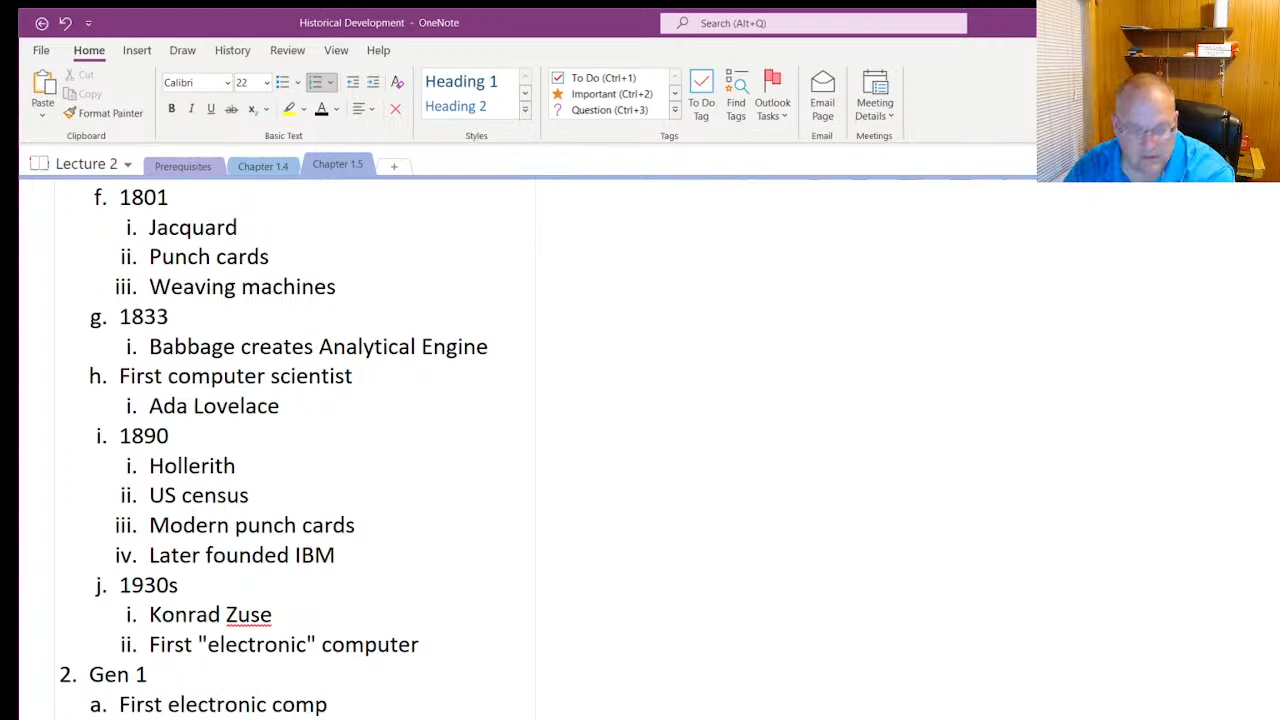 Historical Development - OneNote
Search (Alt+Q)
File Home Insert Draw History Review View Help
Paste
Cut
Copy
Format Painter
Clipboard
Calibri 22
B I U ab x2 A
Basic Text
Heading 1
Heading 2
Styles
To Do (Ctrl+1)
Important (Ctrl+2)
? Question (Ctrl+3)
To Do Tag
Find Tags
Outlook Tasks
Tags
Email Page
Email
Meeting Details
Meetings
Lecture 2 Prerequisites Chapter 1.4 Chapter 1.5 +
f. 1801
i. Jacquard
ii. Punch cards
iii. Weaving machines
g. 1833
i. Babbage creates Analytical Engine
h. First computer scientist
i. Ada Lovelace
i. 1890
i. Hollerith
ii. US census
iii. Modern punch cards
iv. Later founded IBM
j. 1930s
i. Konrad Zuse
ii. First "electronic" computer
2. Gen 1
a. First electronic comp